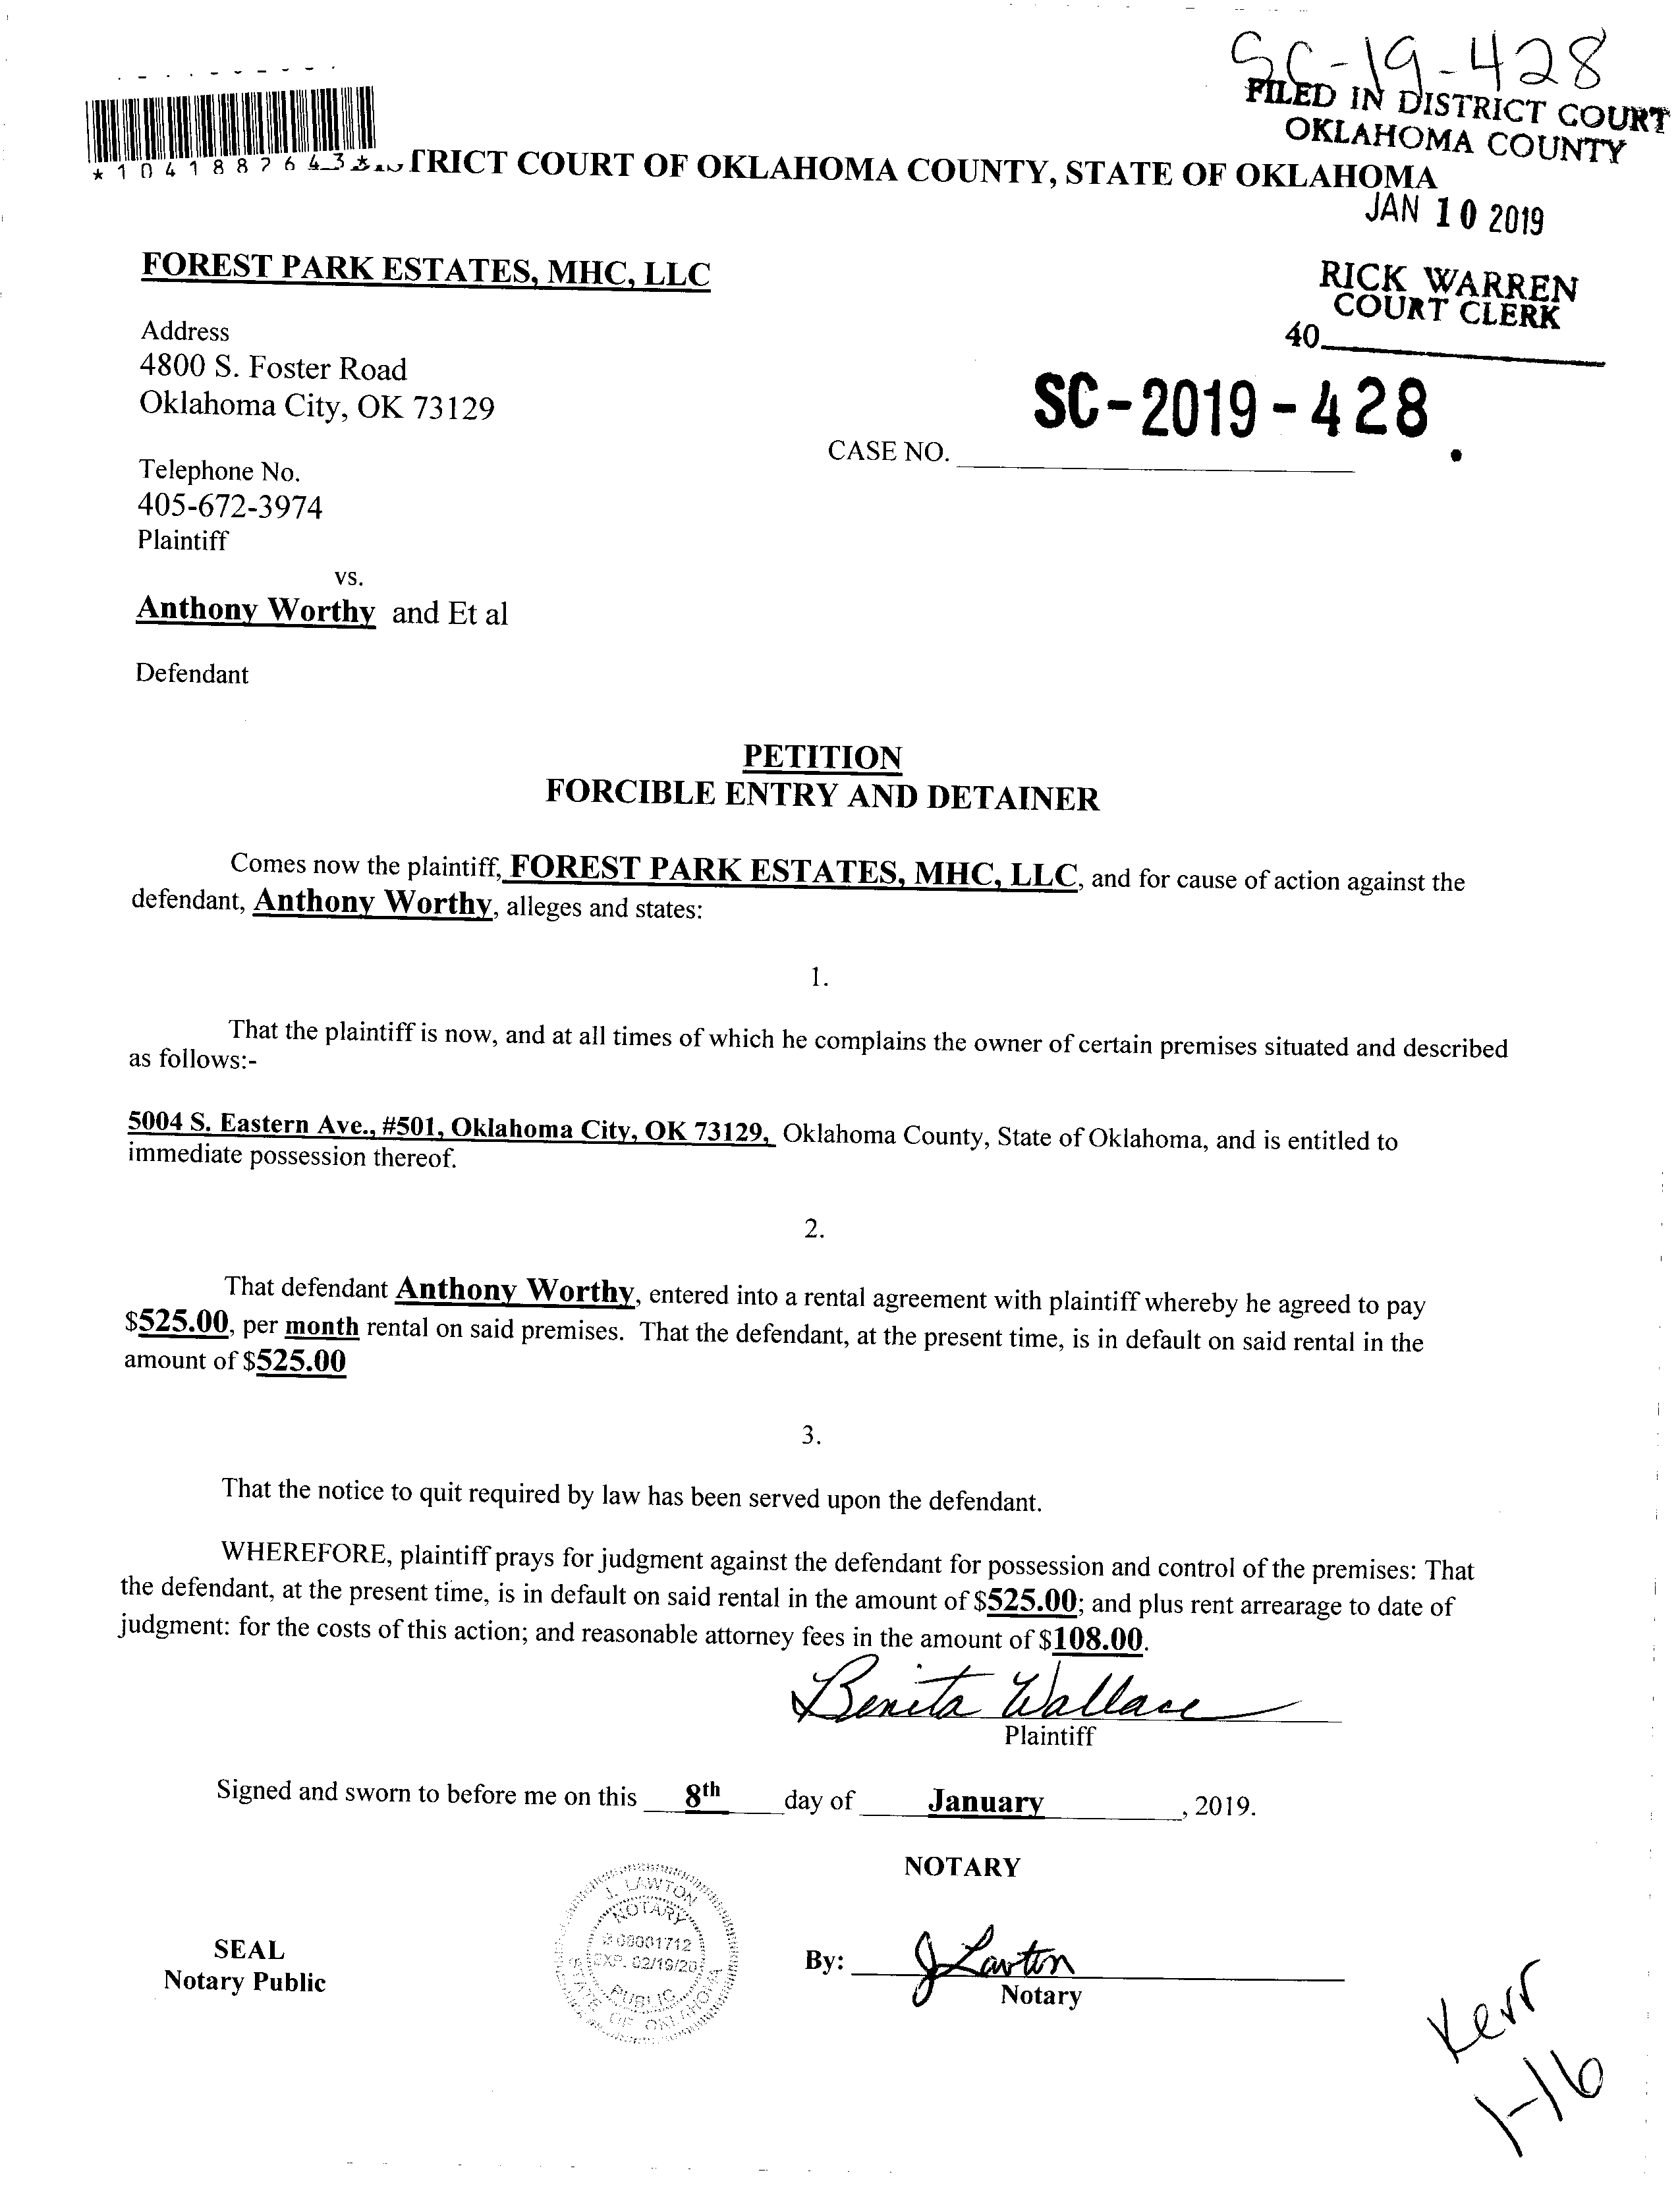 SC-19-428
FILED IN DISTRICT COURT
OKLAHOMA COUNTY
*1041887643*
TRICT COURT OF OKLAHOMA COUNTY, STATE OF OKLAHOMA
JAN 10 2019
FOREST PARK ESTATES, MHC, LLC
RICK WARREN
COURT CLERK
40
Address
4800 S. Foster Road
Oklahoma City, OK 73129
SC-2019-428.
CASE NO.
Telephone No.
405-672-3974
Plaintiff
vs.
Anthony Worthy and Et al
Defendant
PETITION
FORCIBLE ENTRY AND DETAINER
Comes now the plaintiff, FOREST PARK ESTATES, MHC, LLC, and for cause of action against the
defendant, Anthony Worthy, alleges and states:
1.
That the plaintiff is now, and at all times of which he complains the owner of certain premises situated and described
as follows:-
5004 S. Eastern Ave., #501, Oklahoma City, OK 73129, Oklahoma County, State of Oklahoma, and is entitled to
immediate possession thereof.
2.
That defendant Anthony Worthy, entered into a rental agreement with plaintiff whereby he agreed to pay
$525.00, per month rental on said premises. That the defendant, at the present time, is in default on said rental in the
amount of $525.00
3.
That the notice to quit required by law has been served upon the defendant.
WHEREFORE, plaintiff prays for judgment against the defendant for possession and control of the premises: That
the defendant, at the present time, is in default on said rental in the amount of $525.00; and plus rent arrearage to date of
judgment: for the costs of this action; and reasonable attorney fees in the amount of $108.00.
Benita Wallace
Plaintiff
Signed and sworn to before me on this 8th day of January, 2019.
NOTARY
J. LAWTON
NOTARY
00001712
EXP. 02/19/20
PUBLIC
STATE OF OKLAHOMA
SEAL
Notary Public
By: J Lawton
Notary
Kerr
1-16